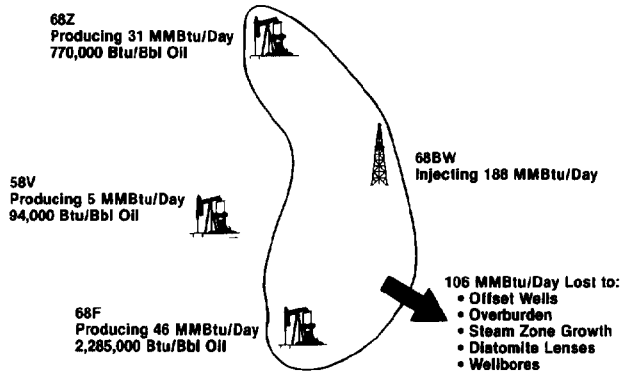 68Z
Producing 31 MMBtu/Day
770,000 Btu/Bbl Oil
68BW
Injecting 188 MMBtu/Day
58V
Producing 5 MMBtu/Day
94,000 Btu/Bbl Oil
68F
Producing 46 MMBtu/Day
2,285,000 Btu/Bbl Oil
106 MMBtu/Day Lost to:
• Offset Wells
• Overburden
• Steam Zone Growth
• Diatomite Lenses
• Wellbores